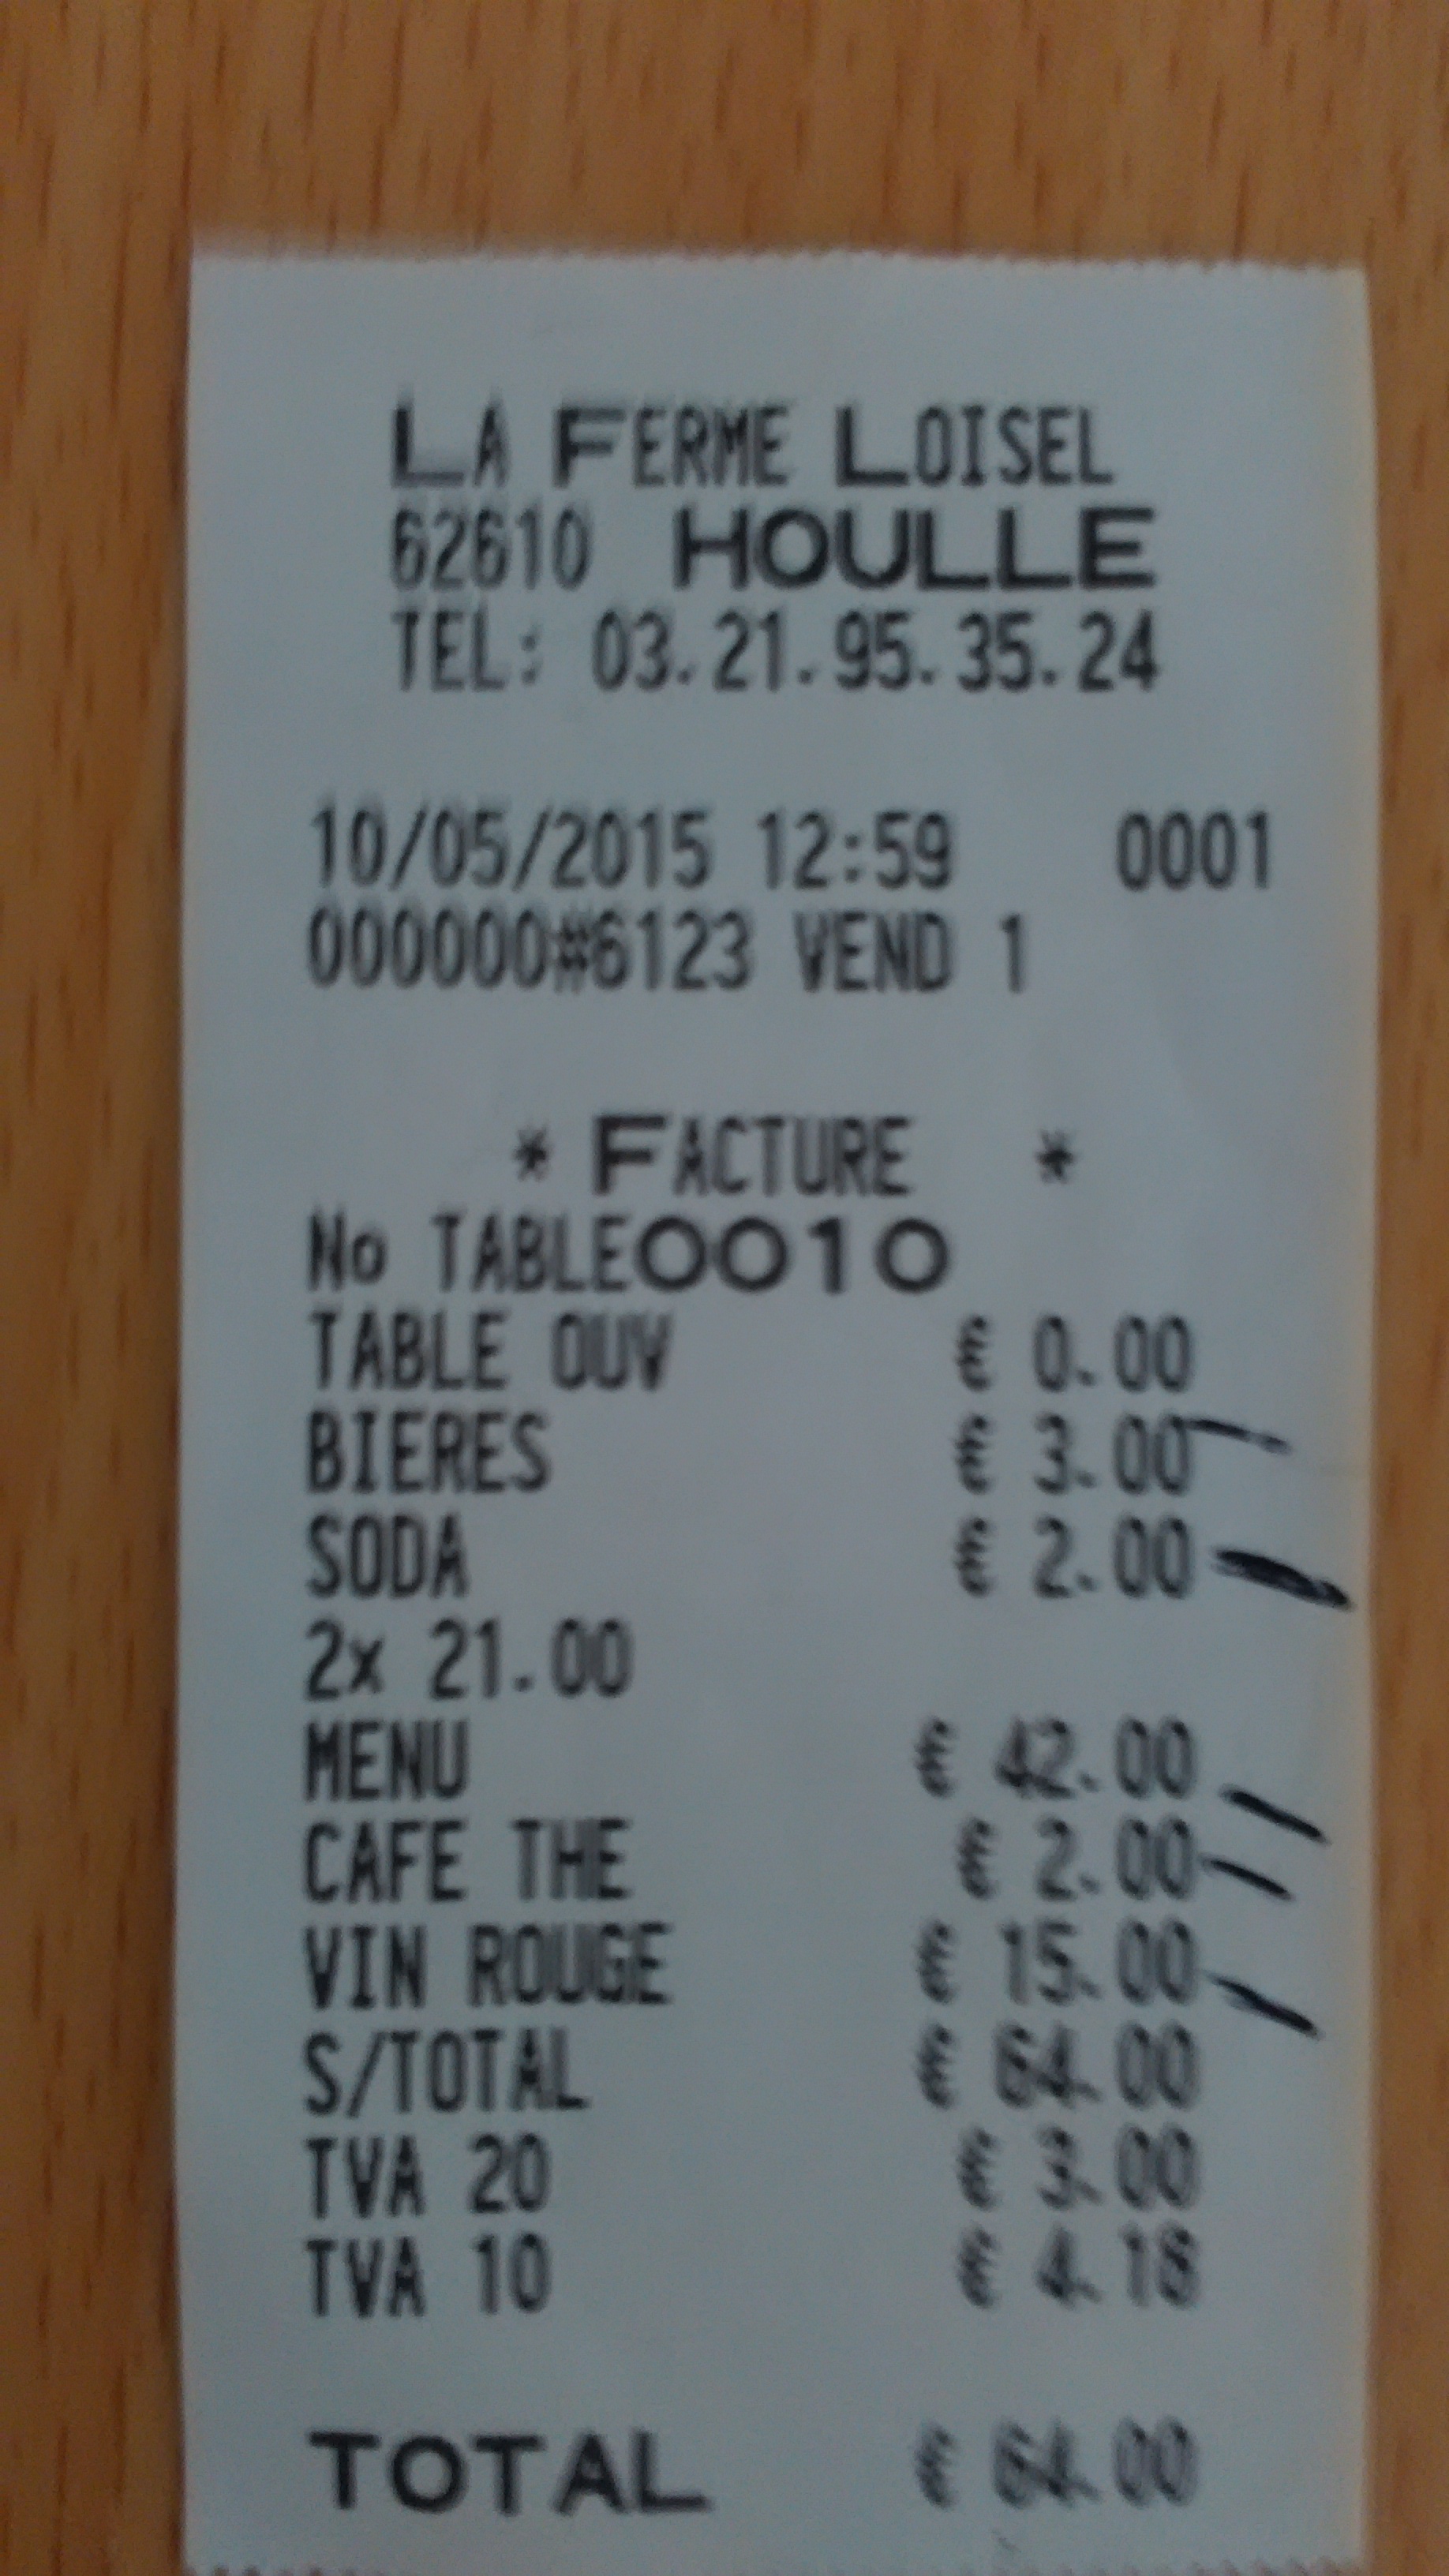 LA FERME LOISEL
62610 HOULLE
TEL: 03.21.95.35.24
10/05/2015 12:59 0001
000000#6123 VEND 1
* FACTURE *
No TABLE0010
TABLE OUV € 0.00
BIERES € 3.00
SODA € 2.00
2x 21.00
MENU € 42.00
CAFE THE € 2.00
VIN ROUGE € 15.00
S/TOTAL € 64.00
TVA 20 € 3.00
TVA 10 € 4.18
TOTAL € 64.00